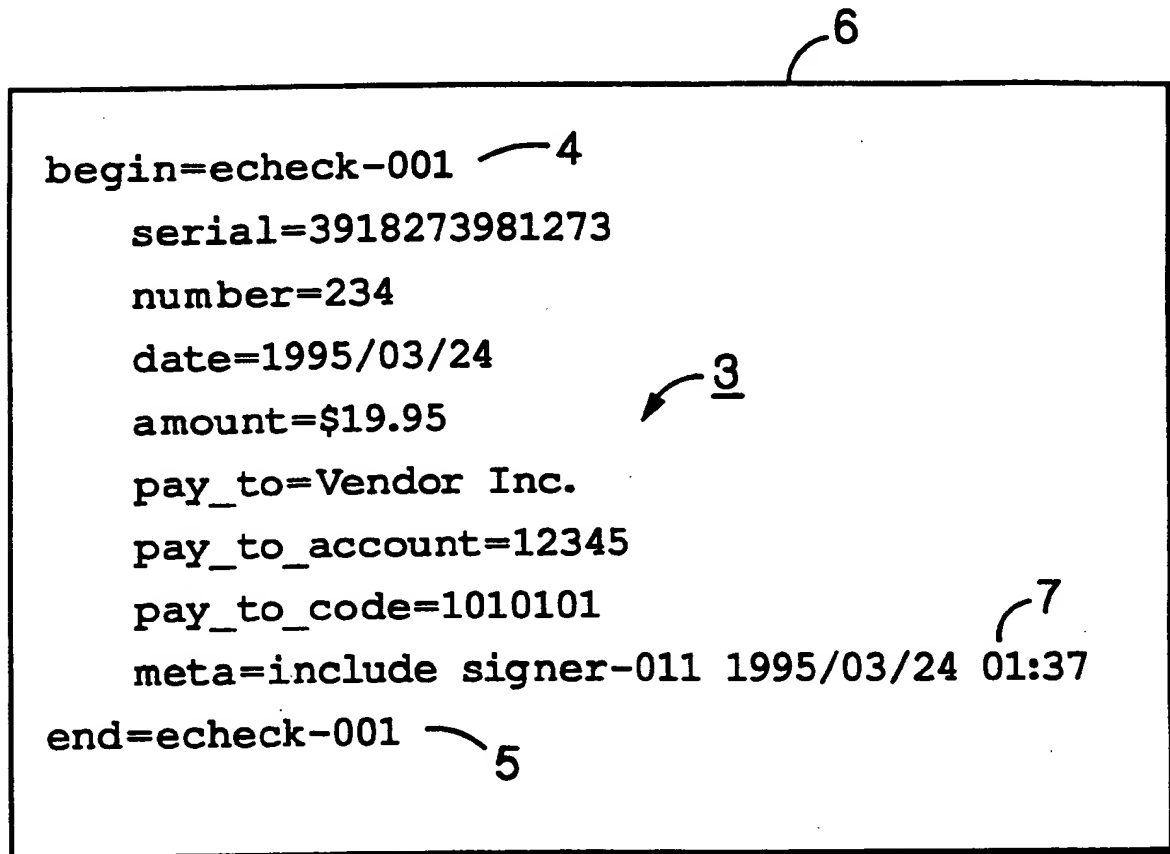 6
begin=echeck-001 4
serial=3918273981273
number=234
date=1995/03/24
amount=$19.95 3
pay_to=Vendor Inc.
pay_to_account=12345
pay_to_code=1010101 7
meta=include signer-011 1995/03/24 01:37
end=echeck-001 5